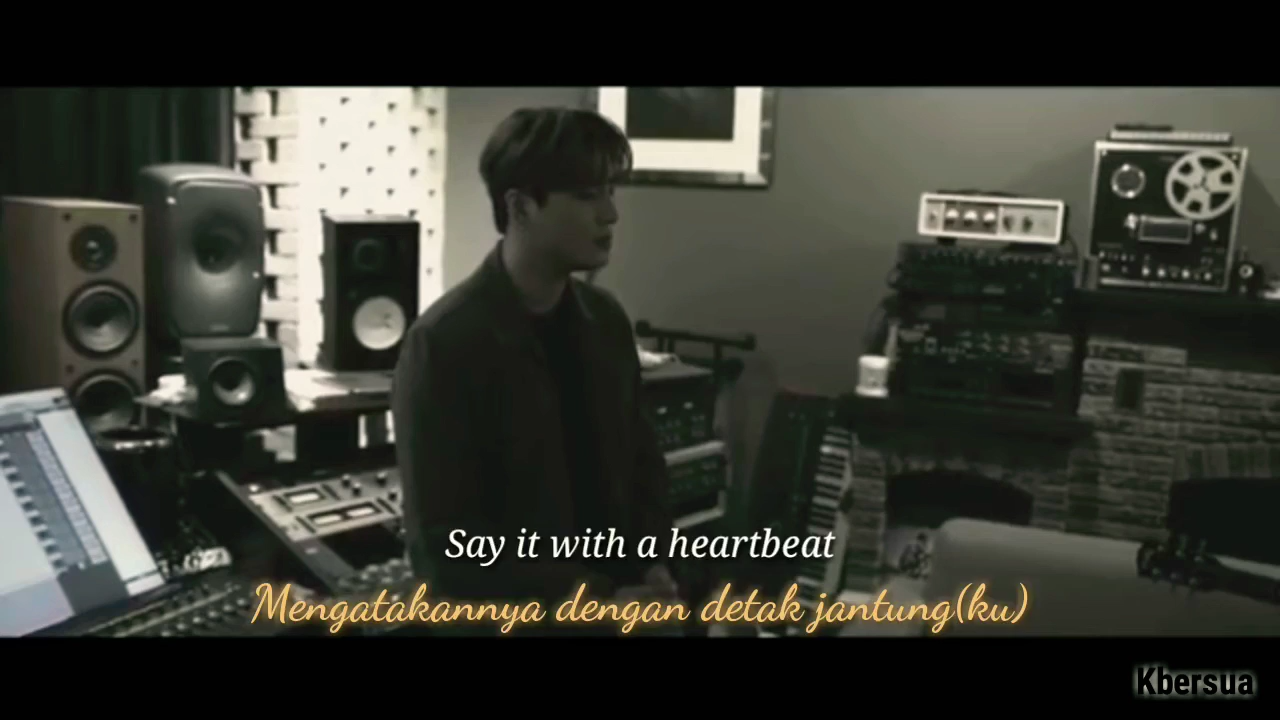 Say it with a heartbeat
Mengatakannya dengan detak jantung(ku)
Kbersua